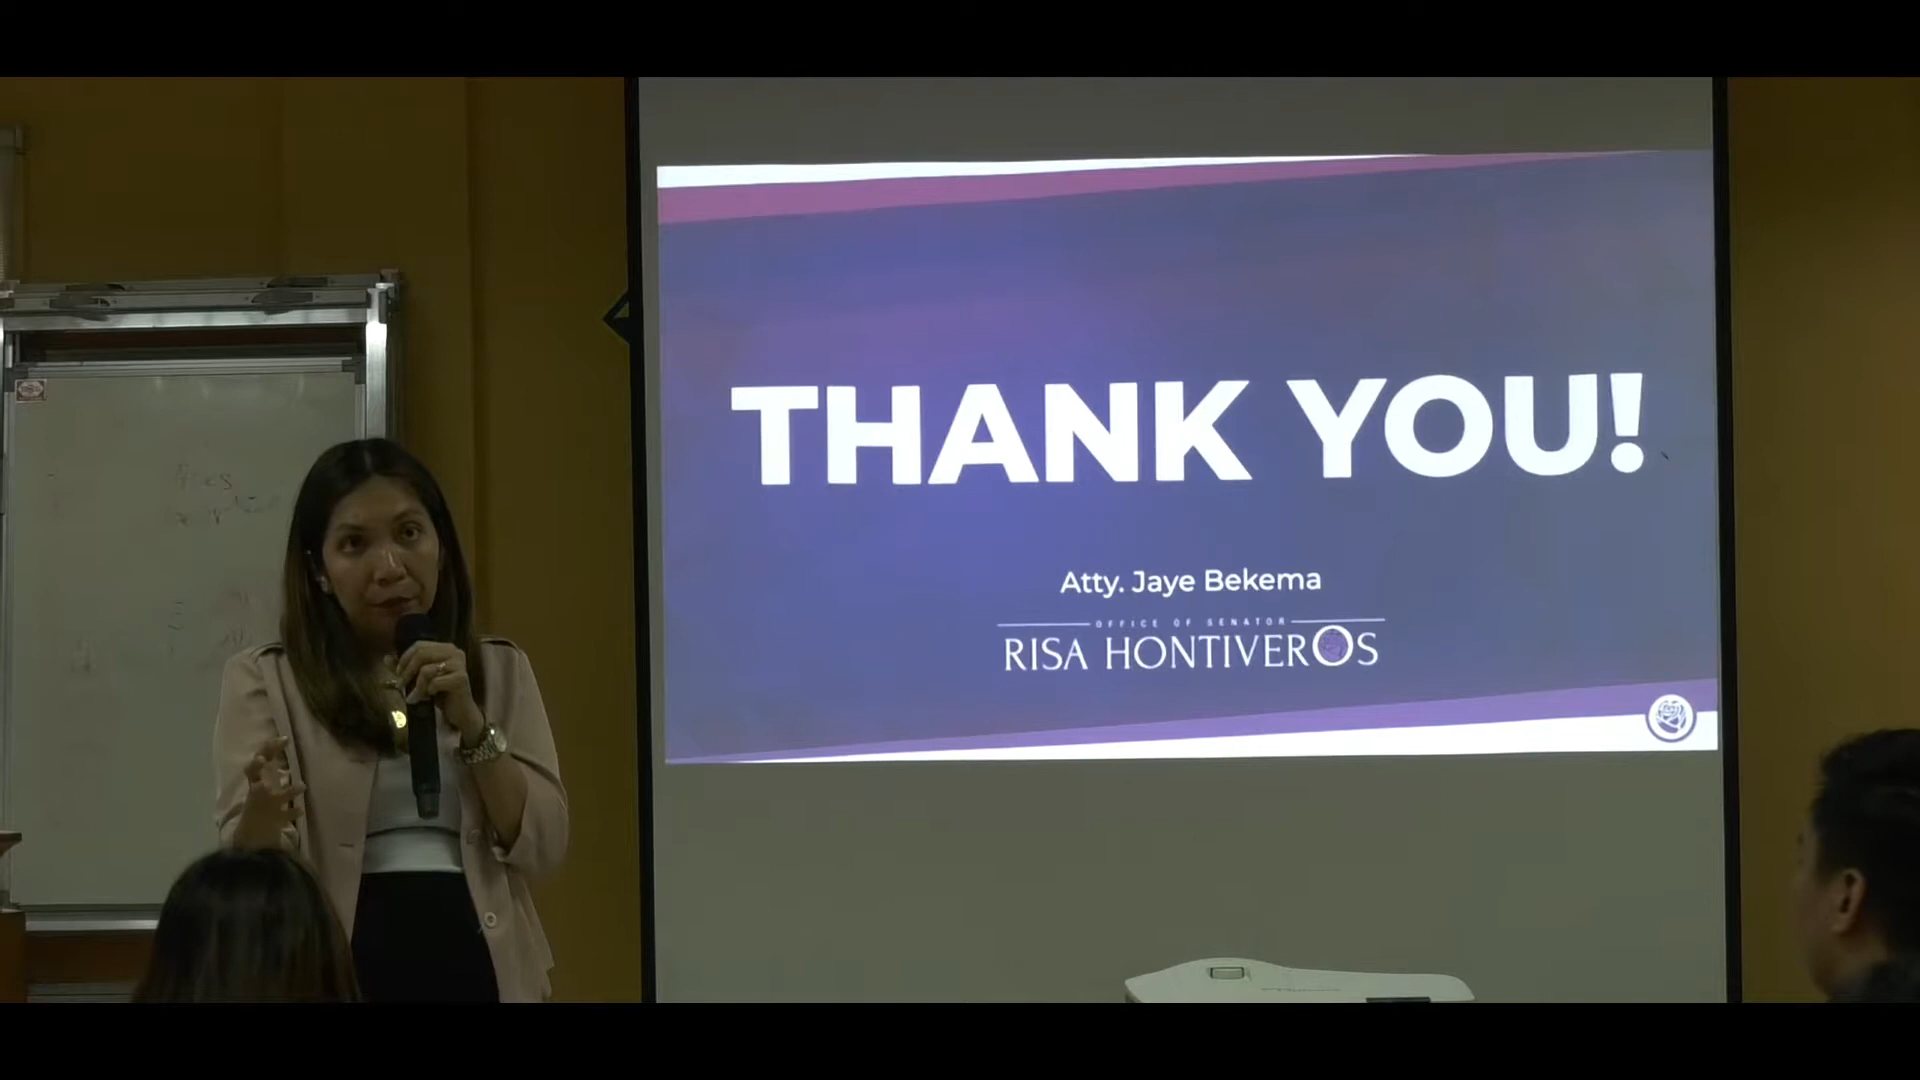 THANK YOU!
Atty. Jaye Bekema
OFFICE OF SENATOR
RISA HONTIVEROS